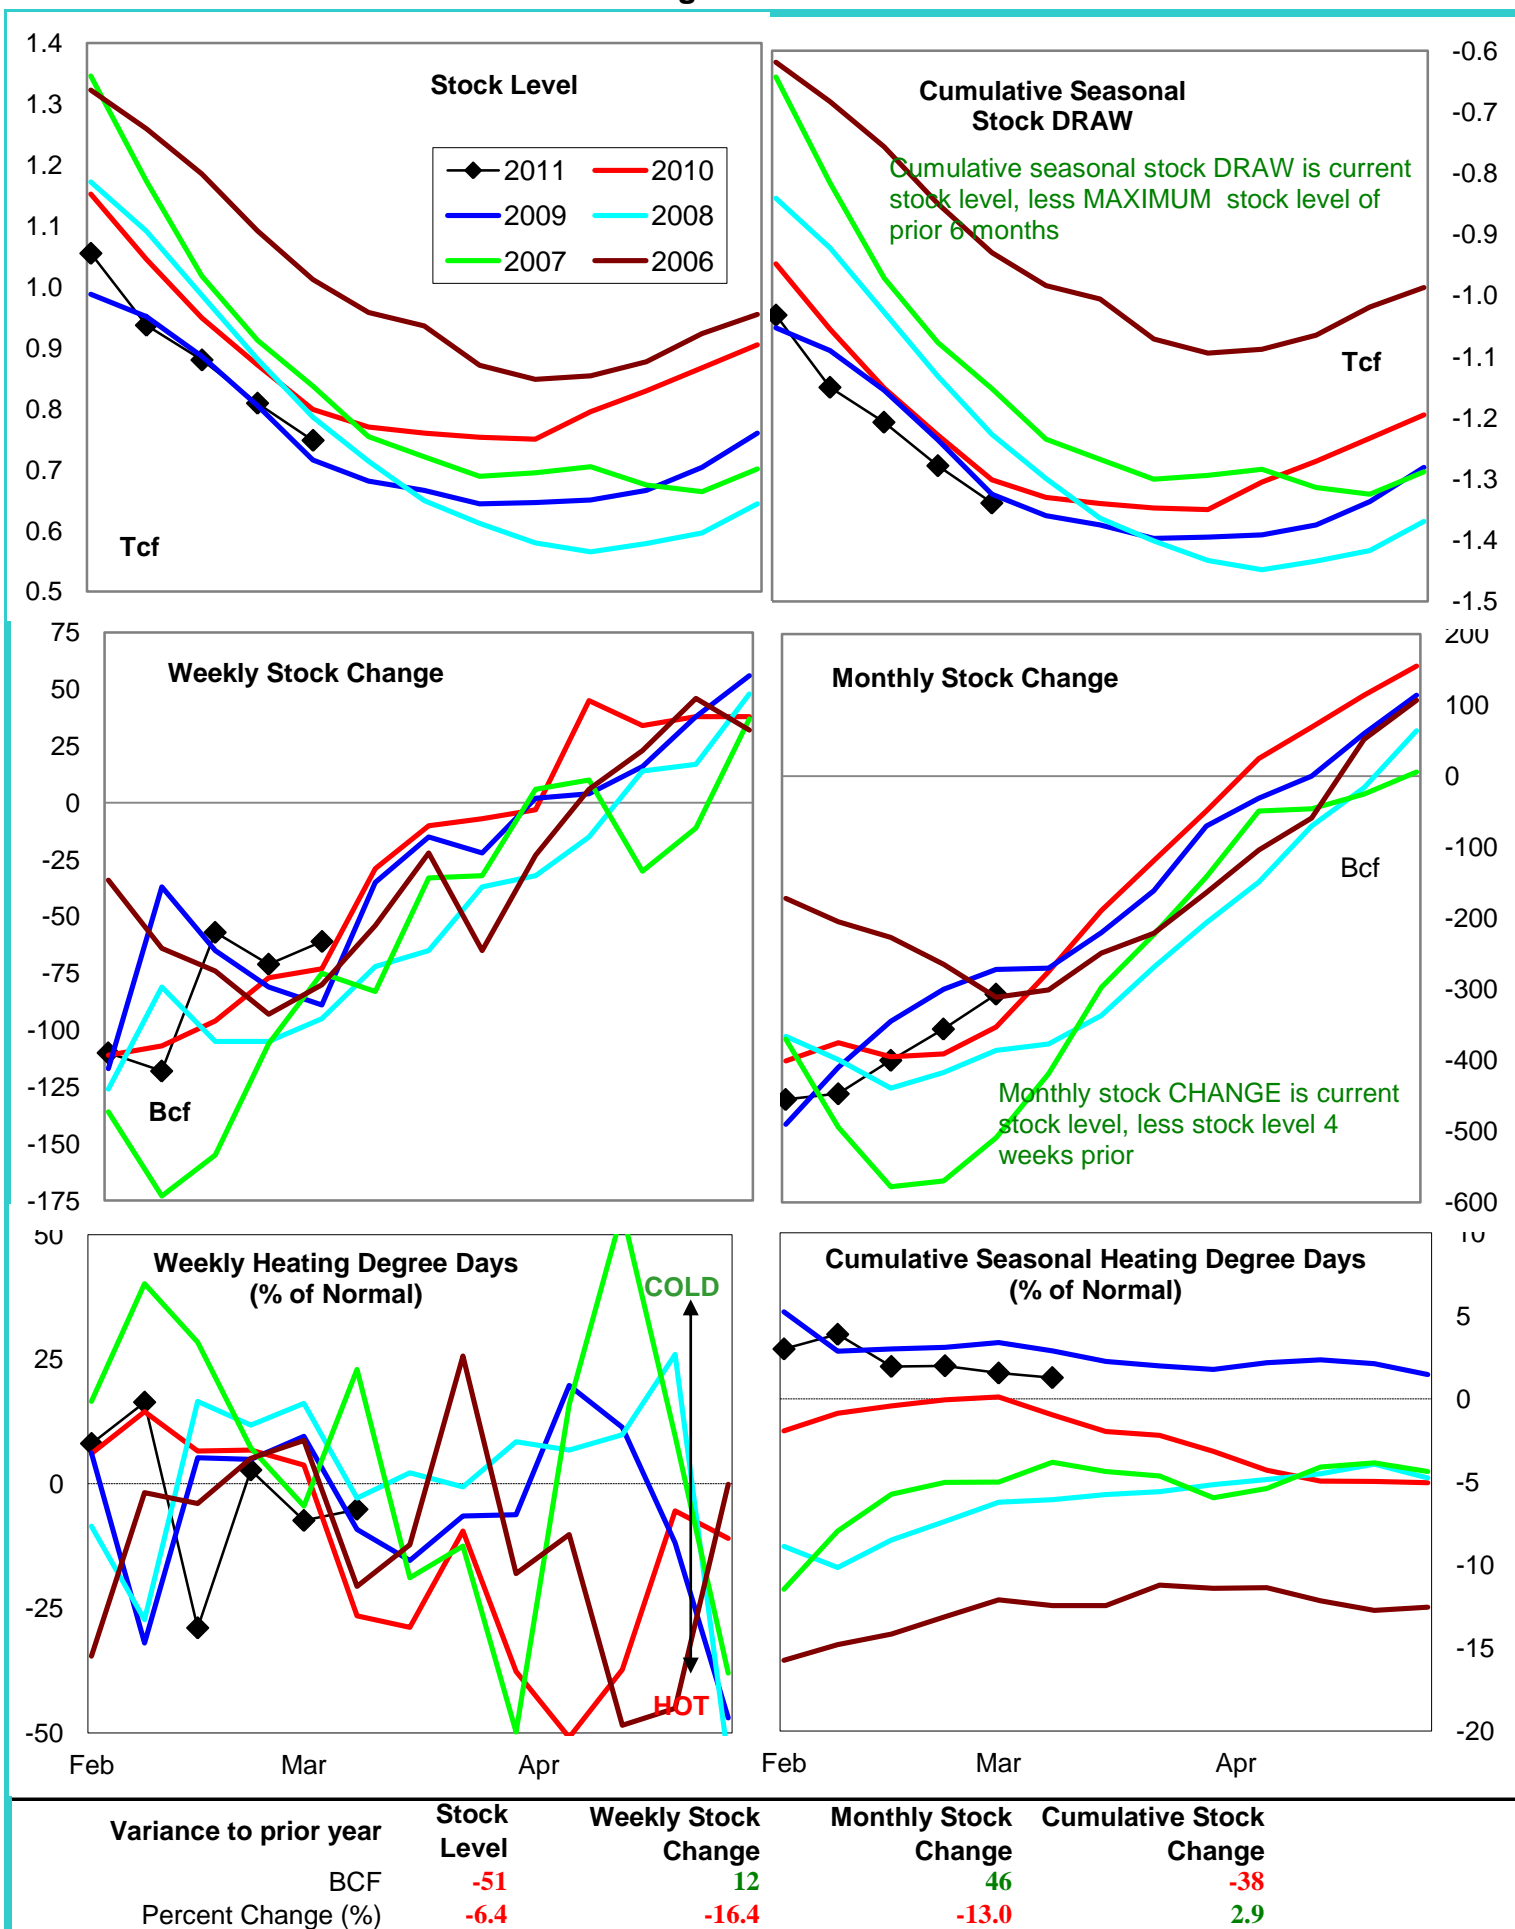 1.4
1.3
1.2
1.1
1.0
0.9
0.8
0.7
0.6
0.5
Stock Level
2011
2010
2009
2008
2007
2006
Tcf
Cumulative Seasonal
Stock DRAW
Cumulative seasonal stock DRAW is current
stock level, less MAXIMUM stock level of
prior 6 months
Tcf
-0.6
-0.7
-0.8
-0.9
-1.0
-1.1
-1.2
-1.3
-1.4
-1.5
75
50
25
0
-25
-50
-75
-100
-125
-150
-175
Weekly Stock Change
Bcf
Monthly Stock Change
Bcf
Monthly stock CHANGE is current
stock level, less stock level 4
weeks prior
200
100
0
-100
-200
-300
-400
-500
-600
50
25
0
-25
-50
Weekly Heating Degree Days
(% of Normal)
COLD
HOT
Feb
Mar
Apr
Cumulative Seasonal Heating Degree Days
(% of Normal)
10
5
0
-5
-10
-15
-20
Feb
Mar
Apr
Variance to prior year
Stock
Level
Weekly Stock
Change
Monthly Stock
Change
Cumulative Stock
Change
BCF -51 12 46 -38
Percent Change (%) -6.4 -16.4 -13.0 2.9